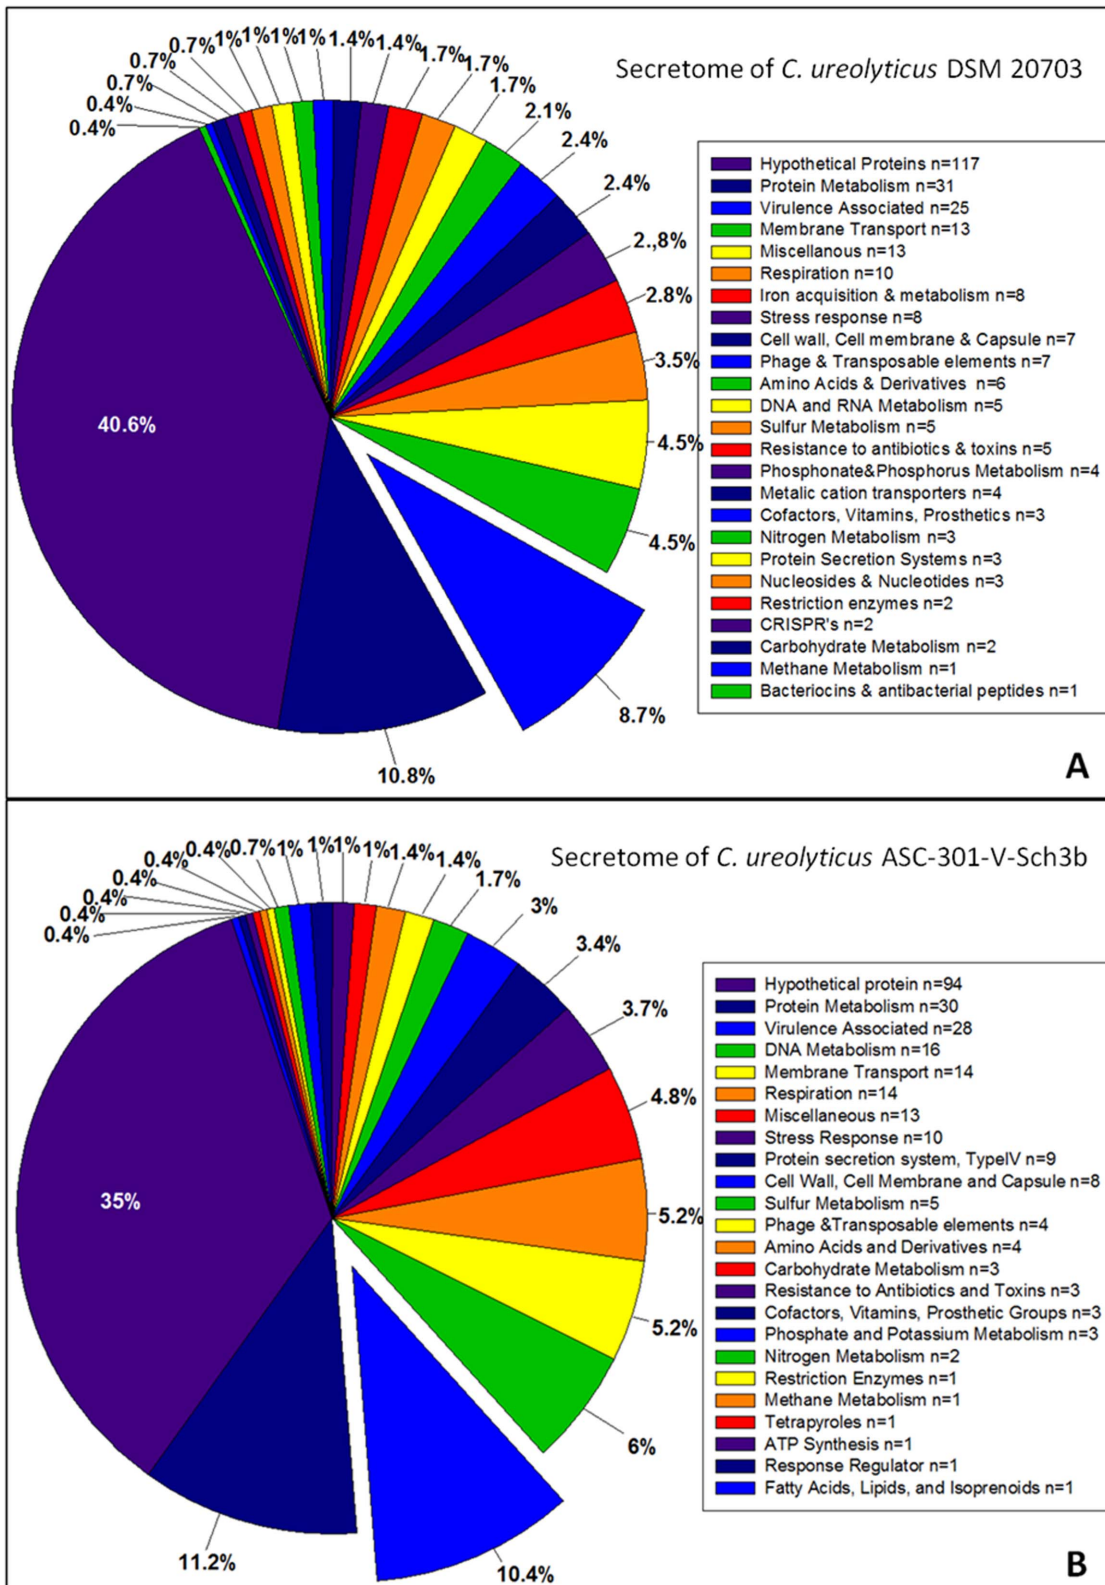 Secretome of C. ureolyticus DSM 20703
0.4%
0.4%
0.7%
0.7%
0.7%
1%
1%
1%
1%
1.4%
1.4%
1.7%
1.7%
1.7%
2.1%
2.4%
2.4%
2.,8%
2.8%
3.5%
4.5%
4.5%
8.7%
10.8%
40.6%
Hypothetical Proteins n=117
Protein Metabolism n=31
Virulence Associated n=25
Membrane Transport n=13
Miscellanous n=13
Respiration n=10
Iron acquisition & metabolism n=8
Stress response n=8
Cell wall, Cell membrane & Capsule n=7
Phage & Transposable elements n=7
Amino Acids & Derivatives n=6
DNA and RNA Metabolism n=5
Sulfur Metabolism n=5
Resistance to antibiotics & toxins n=5
Phosphonate&Phosphorus Metabolism n=4
Metalic cation transporters n=4
Cofactors, Vitamins, Prosthetics n=3
Nitrogen Metabolism n=3
Protein Secretion Systems n=3
Nucleosides & Nucleotides n=3
Restriction enzymes n=2
CRISPR's n=2
Carbohydrate Metabolism n=2
Methane Metabolism n=1
Bacteriocins & antibacterial peptides n=1
A
Secretome of C. ureolyticus ASC-301-V-Sch3b
0.4%
0.4%
0.4%
0.4%
0.4%
0.4%
0.7%
1%
1%
1%
1%
1.4%
1.4%
1.7%
3%
3.4%
3.7%
4.8%
5.2%
5.2%
6%
10.4%
11.2%
35%
Hypothetical protein n=94
Protein Metabolism n=30
Virulence Associated n=28
DNA Metabolism n=16
Membrane Transport n=14
Respiration n=14
Miscellaneous n=13
Stress Response n=10
Protein secretion system, TypeIV n=9
Cell Wall, Cell Membrane and Capsule n=8
Sulfur Metabolism n=5
Phage &Transposable elements n=4
Amino Acids and Derivatives n=4
Carbohydrate Metabolism n=3
Resistance to Antibiotics and Toxins n=3
Cofactors, Vitamins, Prosthetic Groups n=3
Phosphate and Potassium Metabolism n=3
Nitrogen Metabolism n=2
Restriction Enzymes n=1
Methane Metabolism n=1
Tetrapyroles n=1
ATP Synthesis n=1
Response Regulator n=1
Fatty Acids, Lipids, and Isoprenoids n=1
B